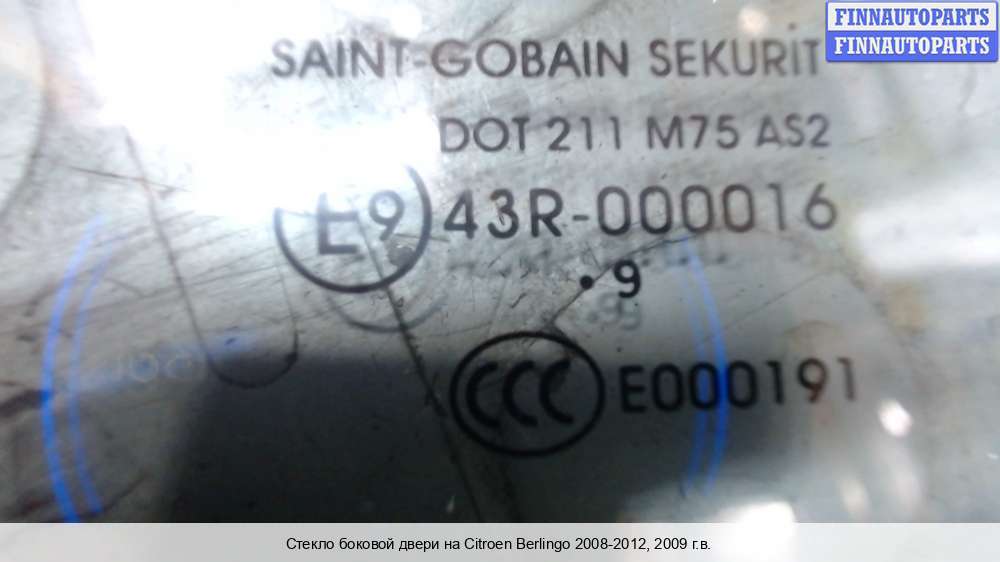 FINNAUTOPARTS
FINNAUTOPARTS
SAINT-GOBAIN SEKURIT
DOT 211 M75 AS2
E9 43R-000016
. 9
CCC E000191
Стекло боковой двери на Citroen Berlingo 2008-2012, 2009 г.в.